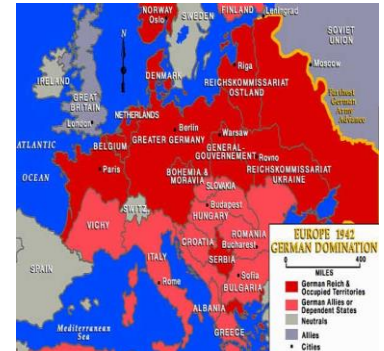 NORWAY
Oslo
SWEDEN
FINLAND
Leningrad
SOVIET
UNION
N
Riga
Moscow
REICHSKOMMISSARIAT
OSTLAND
Farthest
German
Army
Advance
DENMARK
IRELAND
GREAT
BRITAIN
London
NETHERLANDS
Berlin
GREATER GERMANY
Warsaw
GENERAL-
GOUVERNEMENT
Rovno
BELGIUM
ATLANTIC
OCEAN
Paris
BOHEMIA &
MORAVIA
REICHSKOMMISSARIAT
UKRAINE
SLOVAKIA
Budapest
HUNGARY
VICHY
SWITZ.
ROMANIA
Bucharest
CROATIA
SERBIA
ITALY
Rome
Sofia
BULGARIA
SPAIN
ALBANIA
GREECE
Mediterranean
Sea
EUROPE 1942
GERMAN DOMINATION
0 400
MILES
German Reich &
Occupied Territories
German Allies or
Dependent States
Neutrals
Allies
Cities